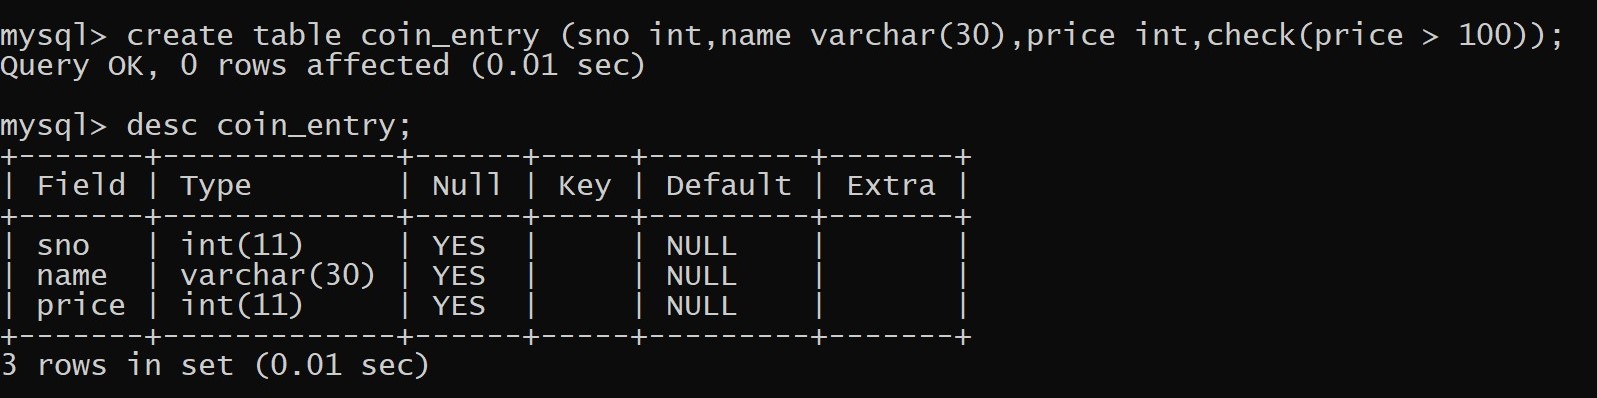 mysql> create table coin_entry (sno int,name varchar(30),price int,check(price > 100));
Query OK, 0 rows affected (0.01 sec)
mysql> desc coin_entry;
+-------+-------------+------+-----+---------+-------+
| Field | Type        | Null | Key | Default | Extra |
+-------+-------------+------+-----+---------+-------+
| sno   | int(11)     | YES  |     | NULL    |       |
| name  | varchar(30) | YES  |     | NULL    |       |
| price | int(11)     | YES  |     | NULL    |       |
+-------+-------------+------+-----+---------+-------+
3 rows in set (0.01 sec)